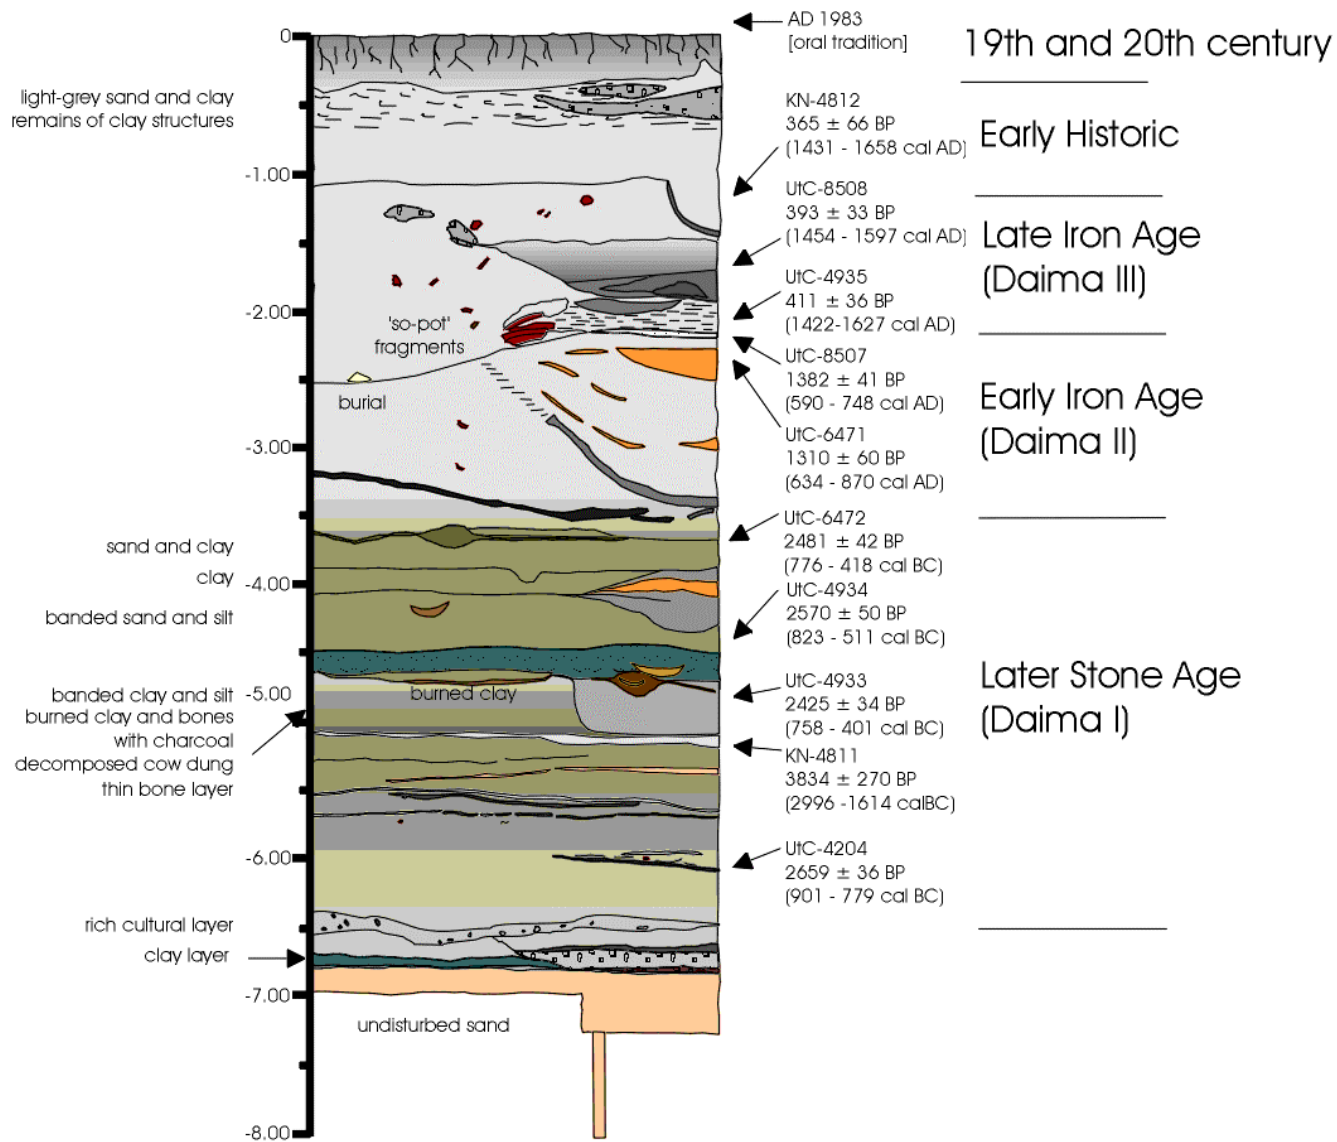 0
-1.00
-2.00
-3.00
-4.00
-5.00
-6.00
-7.00
-8.00
light-grey sand and clay
remains of clay structures
sand and clay
clay
banded sand and silt
banded clay and silt
burned clay and bones
with charcoal
decomposed cow dung
thin bone layer
rich cultural layer
clay layer
'so-pot'
fragments
burial
burned clay
undisturbed sand
AD 1983
[oral tradition]
KN-4812
365 ± 66 BP
(1431 - 1658 cal AD)
UtC-8508
393 ± 33 BP
(1454 - 1597 cal AD)
UtC-4935
411 ± 36 BP
(1422-1627 cal AD)
UtC-8507
1382 ± 41 BP
(590 - 748 cal AD)
UtC-6471
1310 ± 60 BP
(634 - 870 cal AD)
UtC-6472
2481 ± 42 BP
(776 - 418 cal BC)
UtC-4934
2570 ± 50 BP
(823 - 511 cal BC)
UtC-4933
2425 ± 34 BP
(758 - 401 cal BC)
KN-4811
3834 ± 270 BP
(2996 -1614 calBC)
UtC-4204
2659 ± 36 BP
(901 - 779 cal BC)
19th and 20th century
Early Historic
Late Iron Age
(Daima III)
Early Iron Age
(Daima II)
Later Stone Age
(Daima I)